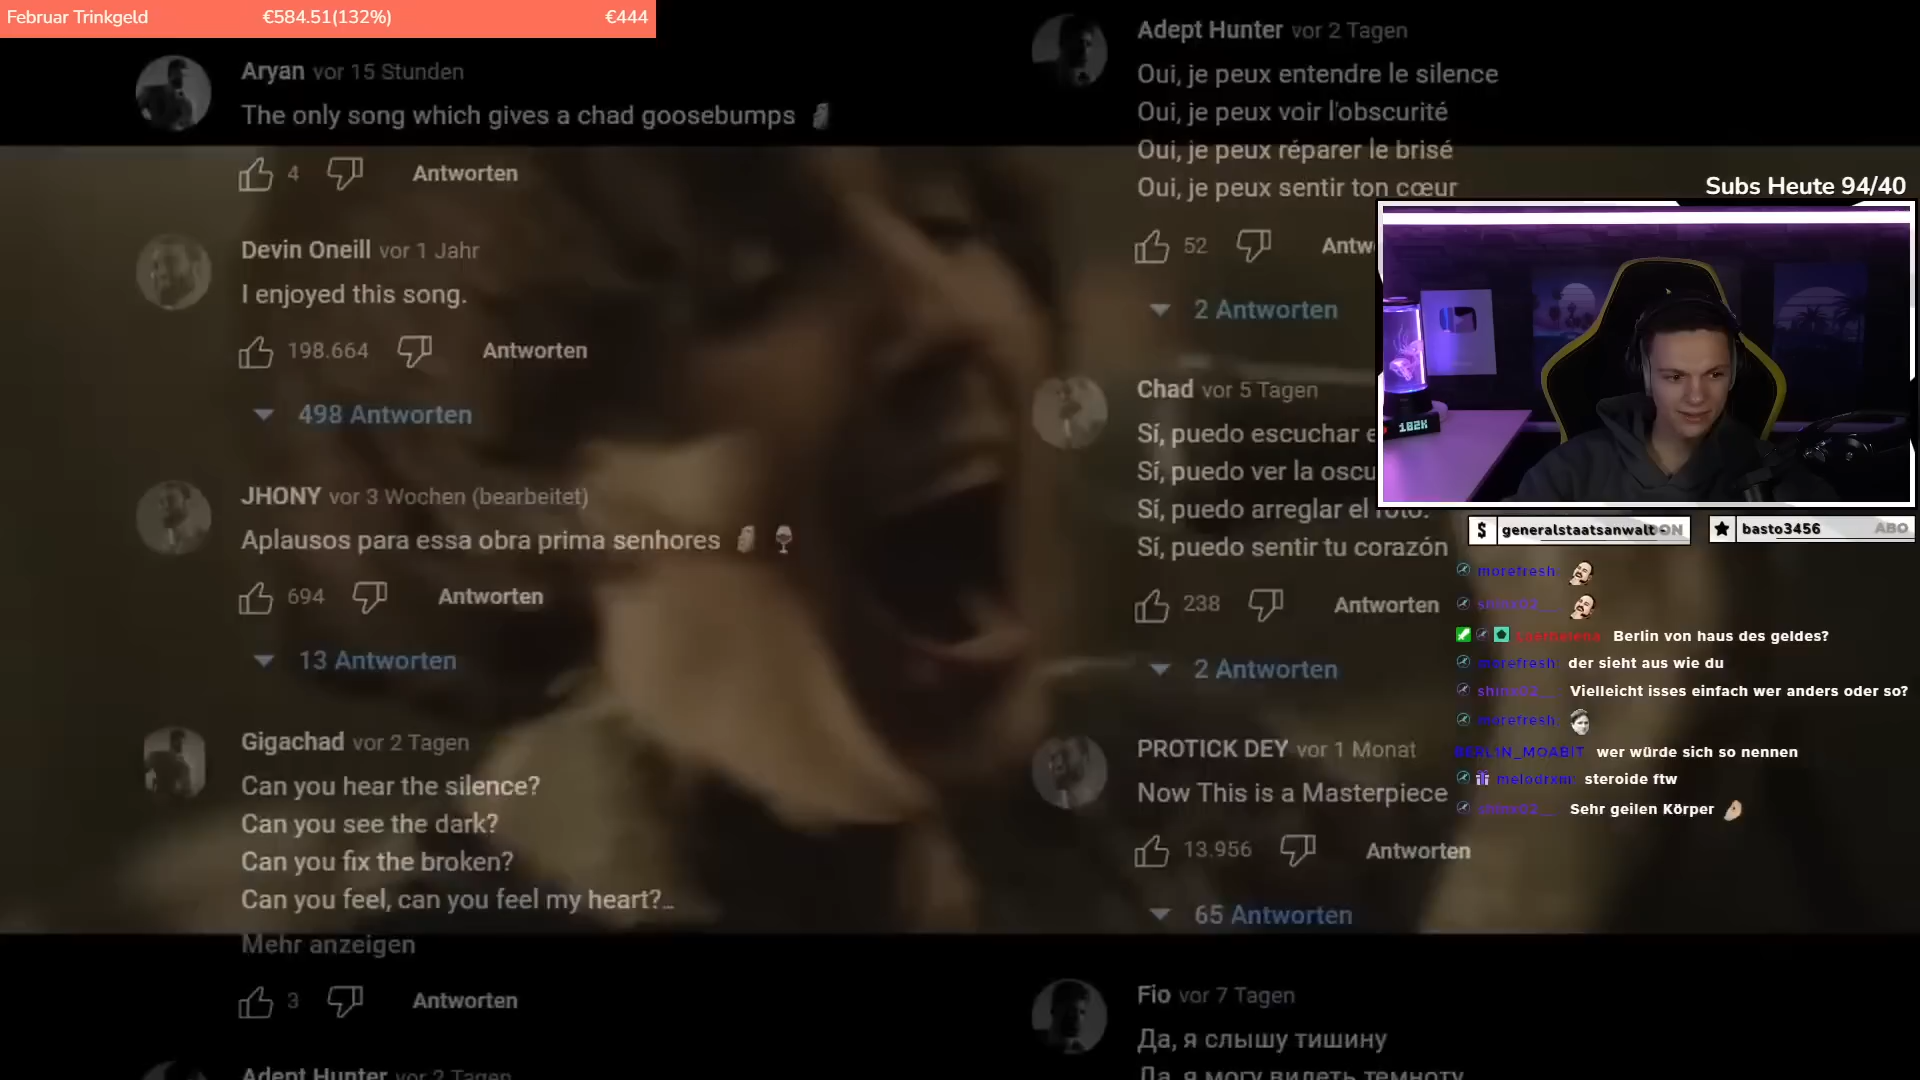 Februar Trinkgeld €584.51(132%) €444
Aryan vor 15 Stunden
The only song which gives a chad goosebumps
4 Antworten
Devin Oneill vor 1 Jahr
I enjoyed this song.
198.664 Antworten
498 Antworten
JHONY vor 3 Wochen (bearbeitet)
Aplausos para essa obra prima senhores
694 Antworten
13 Antworten
Gigachad vor 2 Tagen
Can you hear the silence?
Can you see the dark?
Can you fix the broken?
Can you feel, can you feel my heart?...
Mehr anzeigen
3 Antworten
Adept Hunter vor 2 Tagen
Adept Hunter vor 2 Tagen
Oui, je peux entendre le silence
Oui, je peux voir l'obscurité
Oui, je peux réparer le brisé
Oui, je peux sentir ton cœur
52 Antw
2 Antworten
Chad vor 5 Tagen
Sí, puedo escuchar e
Sí, puedo ver la oscu
Sí, puedo arreglar el roto.
Sí, puedo sentir tu corazón
238 Antworten
2 Antworten
PROTICK DEY vor 1 Monat
Now This is a Masterpiece
13.956 Antworten
65 Antworten
Fio vor 7 Tagen
Да, я слышу тишину
Да, я могу видеть темноту
Subs Heute 94/40
102K
$ generalstaatsanwalt ON
basto3456 ABO
morefresh:
shinx02__:
Berlin von haus des geldes?
morefresh: der sieht aus wie du
shinx02__: Vielleicht isses einfach wer anders oder so?
morefresh:
BERLIN_MOABIT wer würde sich so nennen
melodrxm: steroide ftw
shinx02__: Sehr geilen Körper